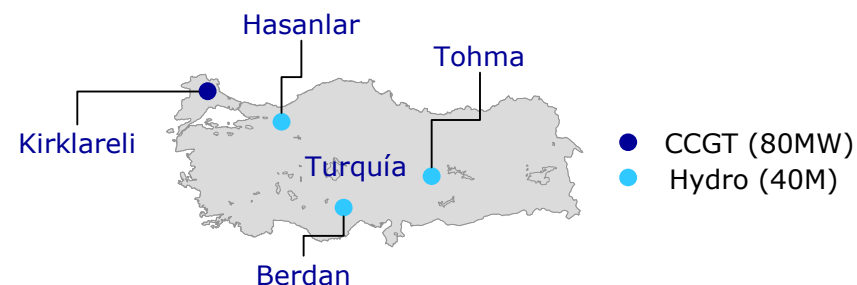 Hasanlar
Tohma
Kirklareli
Turquía
Berdan
CCGT (80MW)
Hydro (40M)